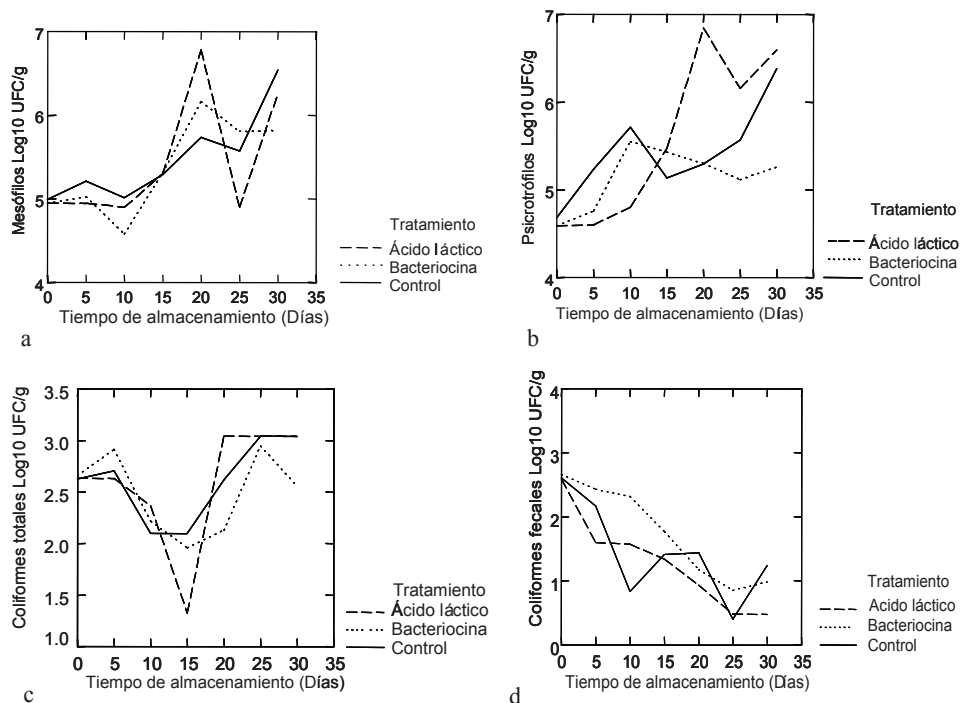 7
6
5
4
Mesófilos Log10 UFC/g
0 5 10 15 20 25 30 35
Tiempo de almacenamiento (Días)
Tratamiento
Ácido láctico
Bacteriocina
Control
a
7
6
5
4
Psicrotrófilos Log10 UFC/g
0 5 10 15 20 25 30 35
Tiempo de almacenamiento (Días)
Tratamiento
Ácido láctico
Bacteriocina
Control
b
3.5
3.0
2.5
2.0
1.5
1.0
Coliformes totales Log10 UFC/g
0 5 10 15 20 25 30 35
Tiempo de almacenamiento (Días)
Tratamiento
Ácido láctico
Bacteriocina
Control
c
4
3
2
1
0
Coliformes fecales Log10 UFC/g
0 5 10 15 20 25 30 35
Tiempo de almacenamiento (Días)
Tratamiento
Acido láctico
Bacteriocina
Control
d